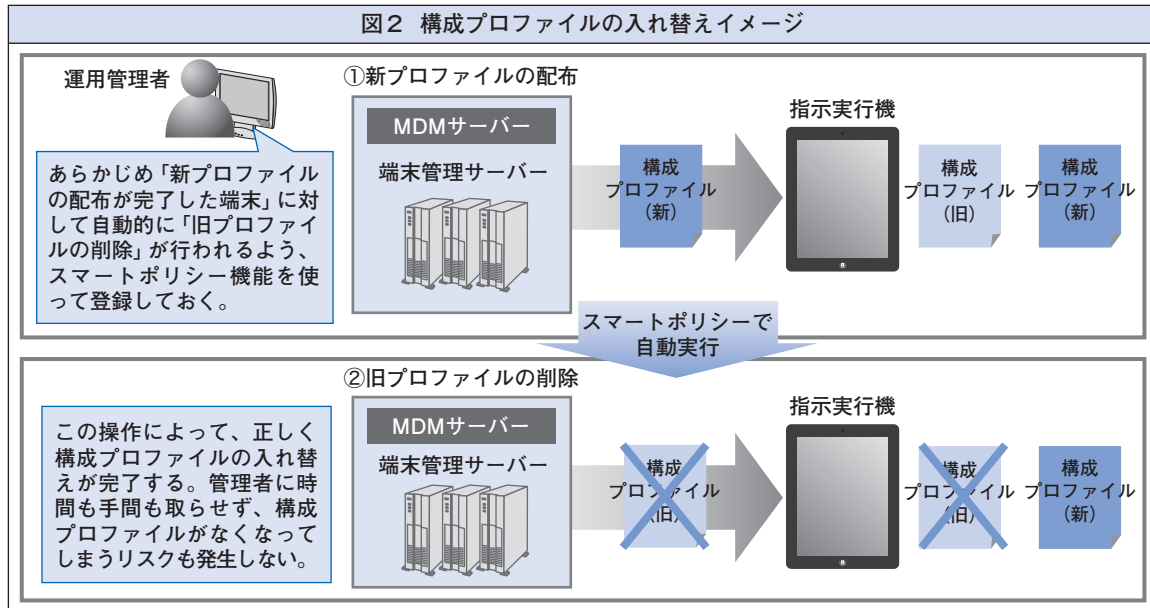 図2 構成プロファイルの入れ替えイメージ
運用管理者
あらかじめ「新プロファイル
の配布が完了した端末」に対
して自動的に「旧プロファイ
ルの削除」が行われるよう、
スマートポリシー機能を使
って登録しておく。
①新プロファイルの配布
MDMサーバー
端末管理サーバー
構成
プロファイル
(新)
指示実行機
構成
プロファイル
(旧)
構成
プロファイル
(新)
スマートポリシーで
自動実行
この操作によって、正しく
構成プロファイルの入れ替
えが完了する。管理者に時
間も手間も取らせず、構成
プロファイルがなくなって
しまうリスクも発生しない。
②旧プロファイルの削除
MDMサーバー
端末管理サーバー
構成
プロファイル
(旧)
指示実行機
構成
プロファイル
(旧)
構成
プロファイル
(新)